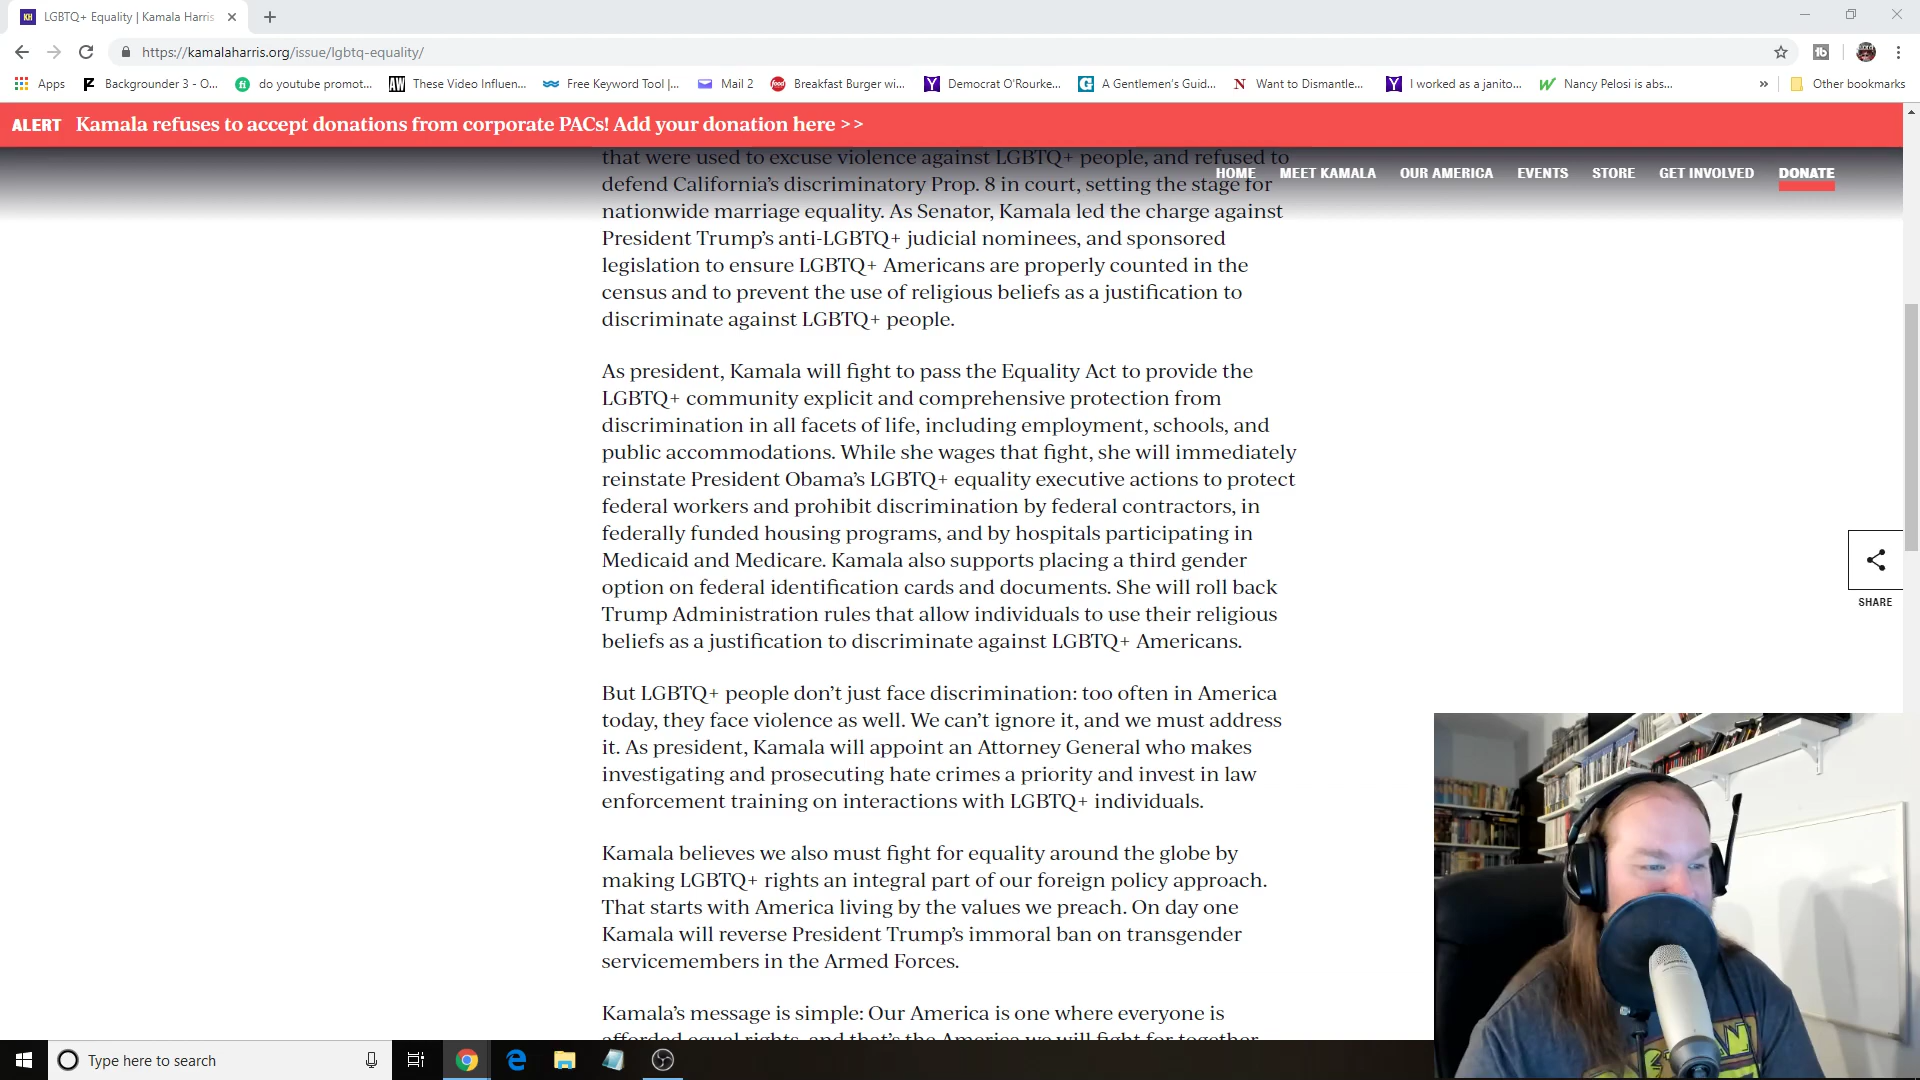 LGBTQ+ Equality | Kamala Harris
https://kamalaharris.org/issue/lgbtq-equality/
Apps
Backgrounder 3 - O...
do youtube promot...
These Video Influen...
Free Keyword Tool |...
Mail 2
Breakfast Burger wi...
Democrat O'Rourke...
A Gentlemen's Guid...
Want to Dismantle...
I worked as a janito...
Nancy Pelosi is abs...
Other bookmarks
ALERT Kamala refuses to accept donations from corporate PACs! Add your donation here >>
HOME MEET KAMALA OUR AMERICA EVENTS STORE GET INVOLVED DONATE
that were used to excuse violence against LGBTQ+ people, and refused to
defend California’s discriminatory Prop. 8 in court, setting the stage for
nationwide marriage equality. As Senator, Kamala led the charge against
President Trump’s anti-LGBTQ+ judicial nominees, and sponsored
legislation to ensure LGBTQ+ Americans are properly counted in the
census and to prevent the use of religious beliefs as a justification to
discriminate against LGBTQ+ people.
As president, Kamala will fight to pass the Equality Act to provide the
LGBTQ+ community explicit and comprehensive protection from
discrimination in all facets of life, including employment, schools, and
public accommodations. While she wages that fight, she will immediately
reinstate President Obama’s LGBTQ+ equality executive actions to protect
federal workers and prohibit discrimination by federal contractors, in
federally funded housing programs, and by hospitals participating in
Medicaid and Medicare. Kamala also supports placing a third gender
option on federal identification cards and documents. She will roll back
Trump Administration rules that allow individuals to use their religious
beliefs as a justification to discriminate against LGBTQ+ Americans.
SHARE
But LGBTQ+ people don’t just face discrimination: too often in America
today, they face violence as well. We can’t ignore it, and we must address
it. As president, Kamala will appoint an Attorney General who makes
investigating and prosecuting hate crimes a priority and invest in law
enforcement training on interactions with LGBTQ+ individuals.
Kamala believes we also must fight for equality around the globe by
making LGBTQ+ rights an integral part of our foreign policy approach.
That starts with America living by the values we preach. On day one
Kamala will reverse President Trump’s immoral ban on transgender
servicemembers in the Armed Forces.
Kamala’s message is simple: Our America is one where everyone is
afforded equal rights, and that’s the America we will fight for together.
Type here to search